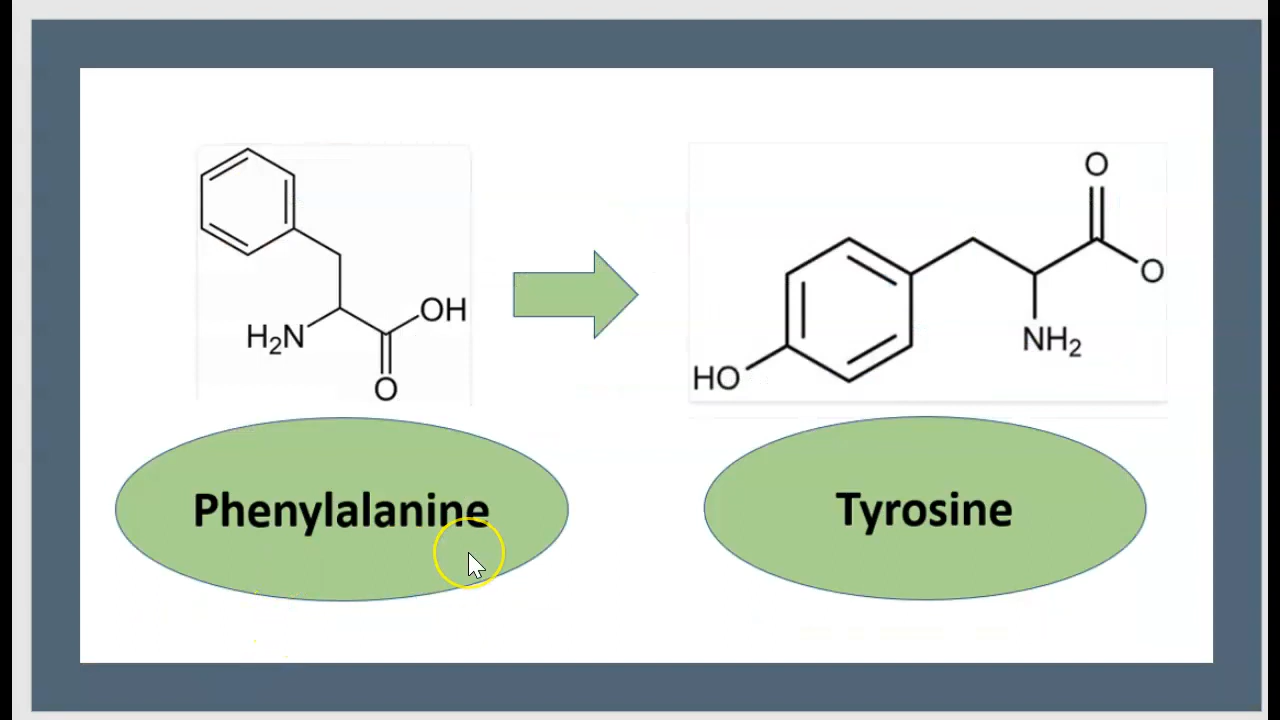 OH
H₂N
O
O
O
NH₂
HO
Phenylalanine
Tyrosine